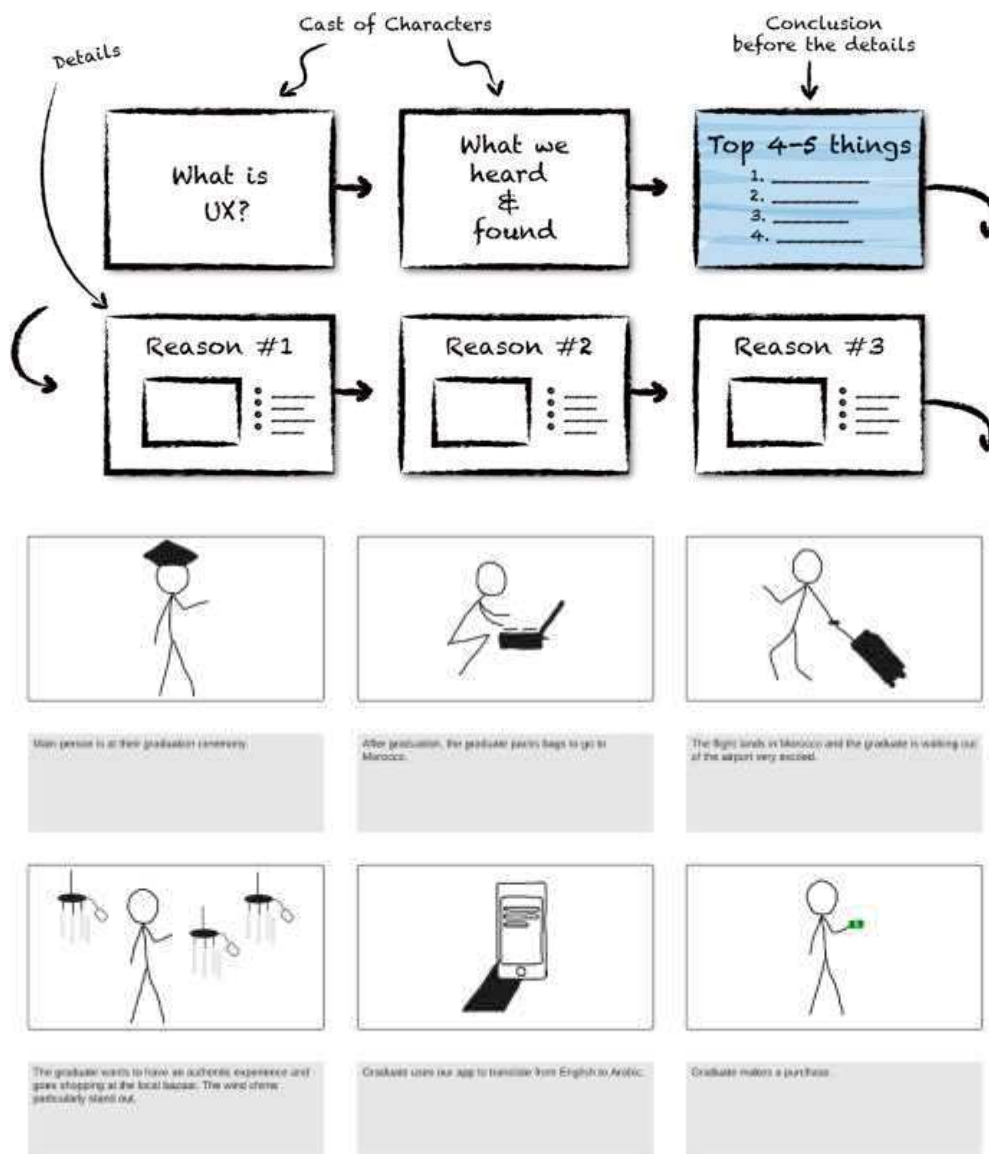 Cast of Characters
Conclusion
before the details
Details
What is
UX?
What we
heard
&
found
Top 4-5 things
1.
2.
3.
4.
Reason #1
Reason #2
Reason #3
Main person is at their graduation ceremony.
After graduation, the graduate packs bags to go to
Morocco.
The flight lands in Morocco and the graduate is walking out
of the airport very excited.
The graduate wants to have an authentic experience and
goes shopping at the local bazaar. The wind chime
particularly stand out.
Graduate uses our app to translate from English to Arabic.
Graduate makes a purchase.